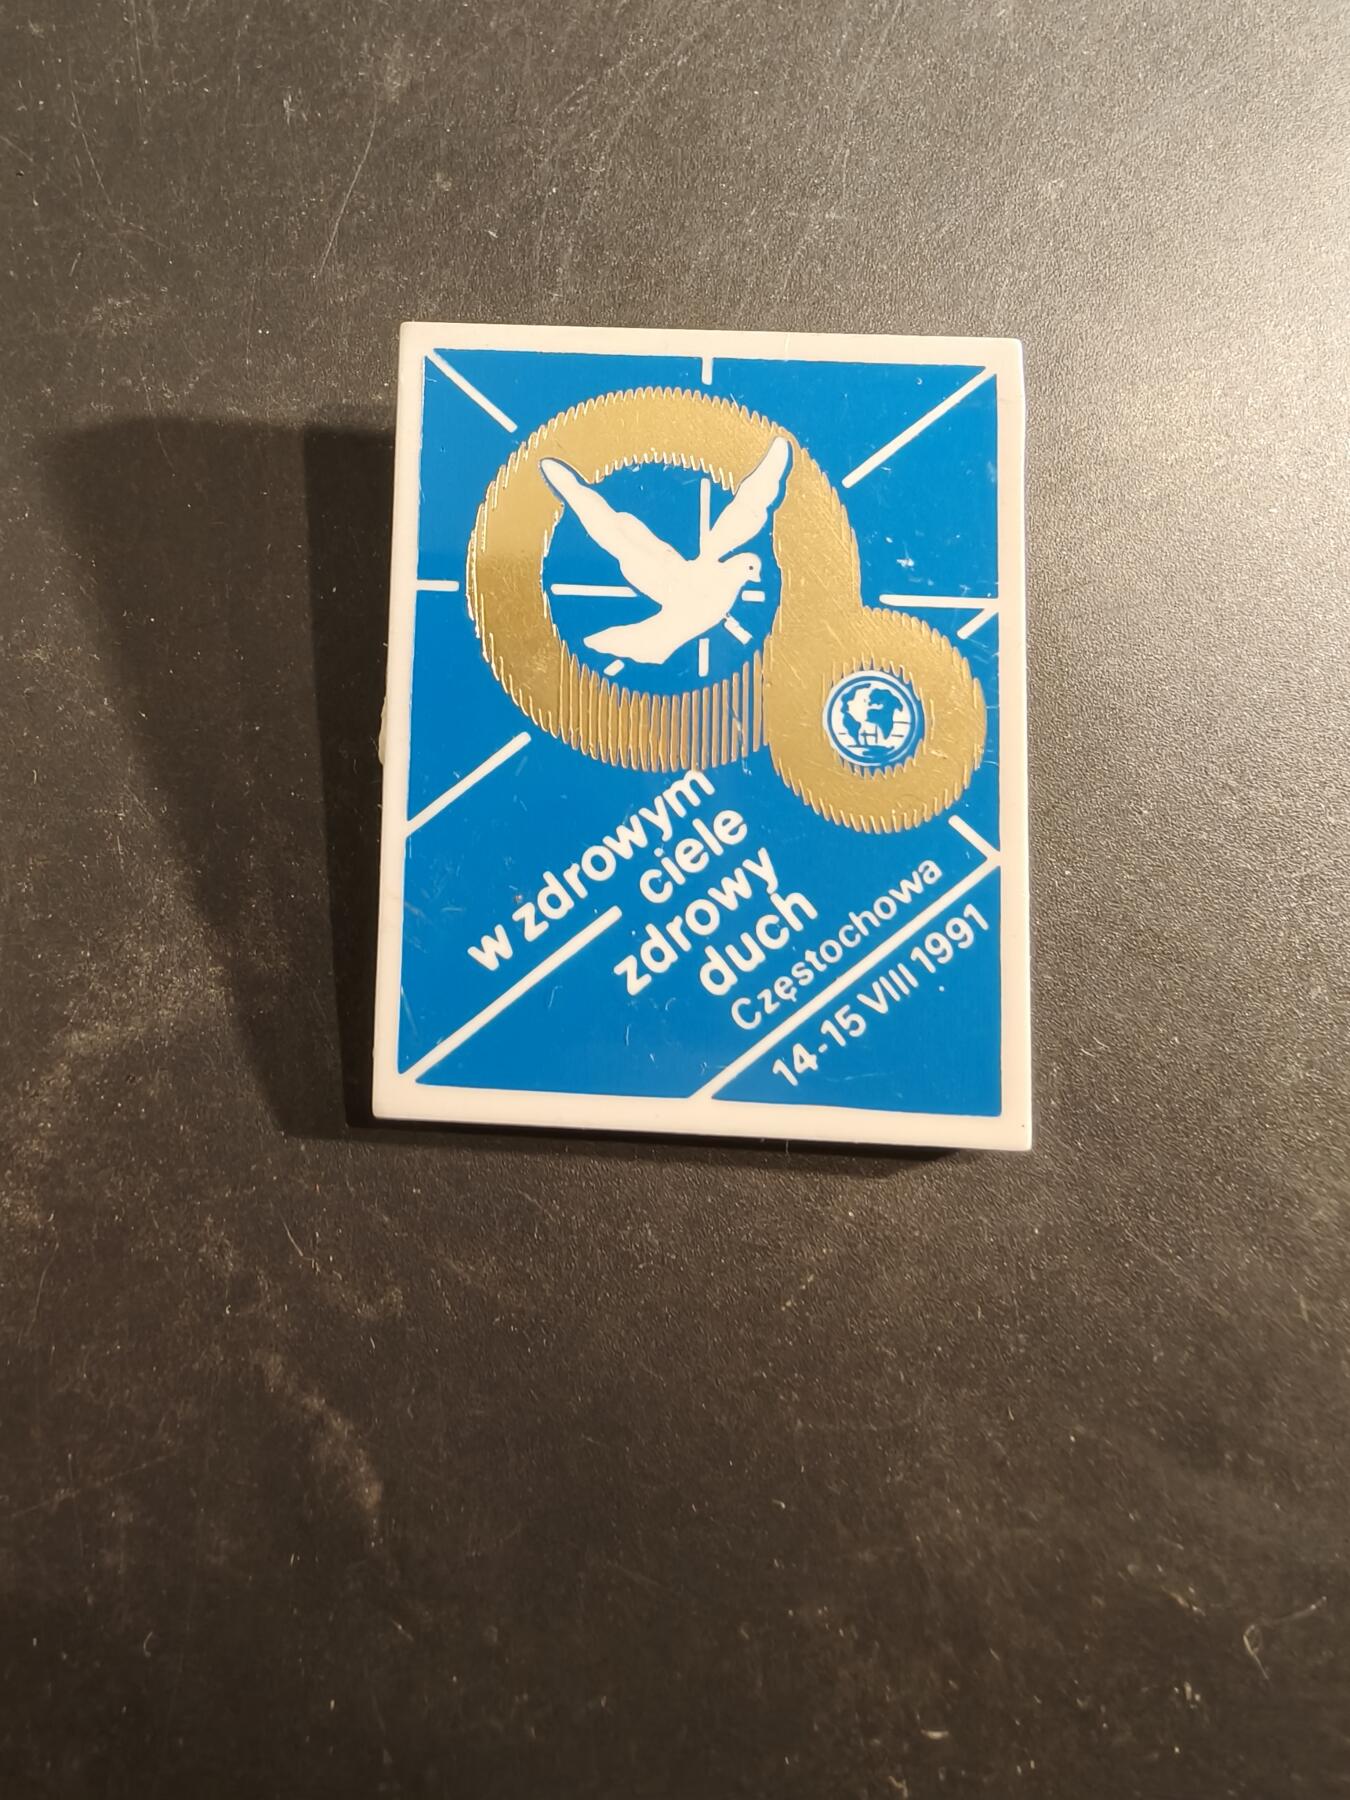 w zdrowym
ciele
zdrowy
duch
Częstochowa
14-15 VIII 1991